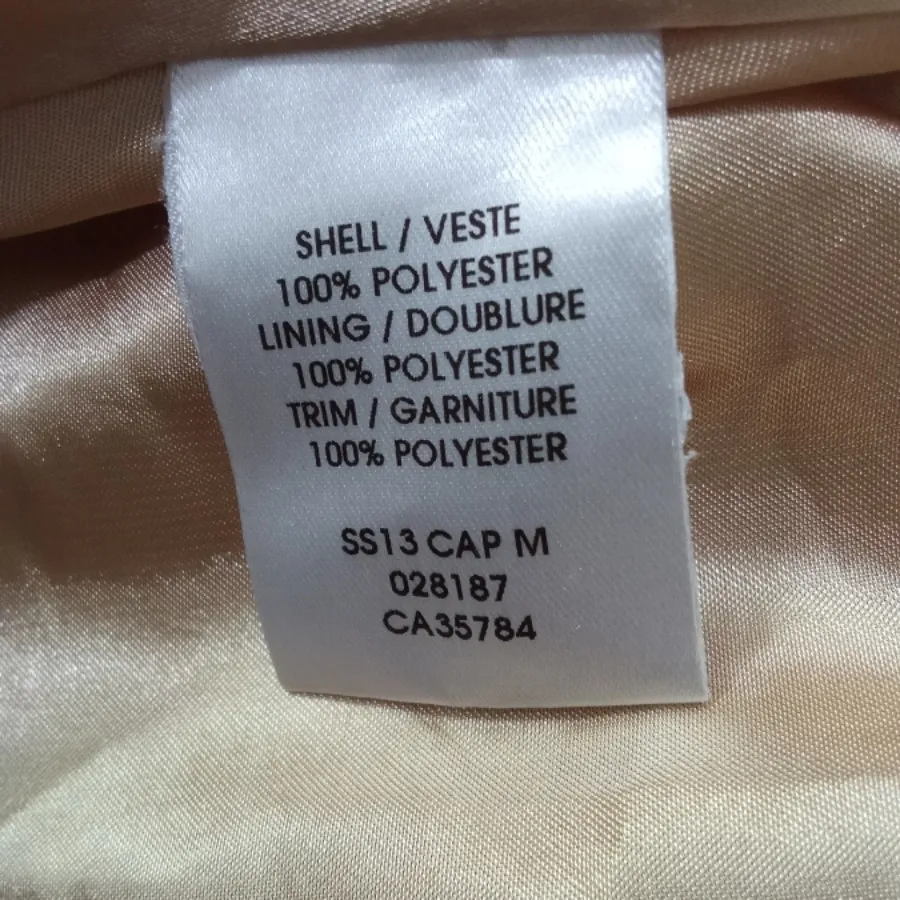 SHELL / VESTE
100% POLYESTER
LINING / DOUBLURE
100% POLYESTER
TRIM / GARNITURE
100% POLYESTER
SS13 CAP M
028187
CA35784